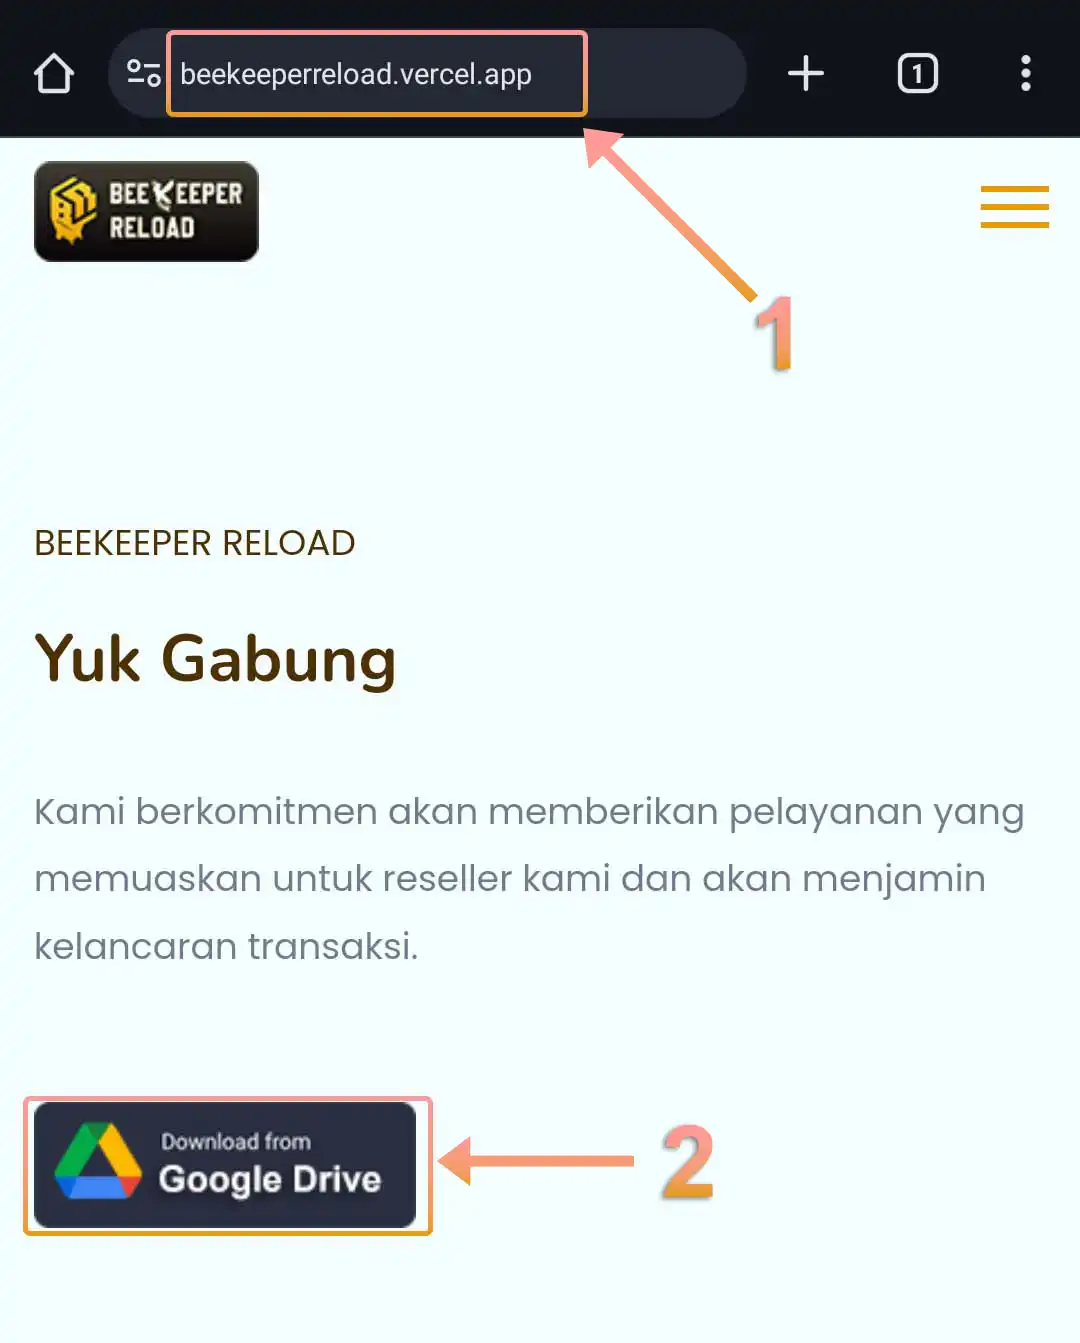 beekeeperreload.vercel.app
1
BEEKEEPER
RELOAD
1
BEEKEEPER RELOAD
Yuk Gabung
Kami berkomitmen akan memberikan pelayanan yang
memuaskan untuk reseller kami dan akan menjamin
kelancaran transaksi.
Download from
Google Drive
2